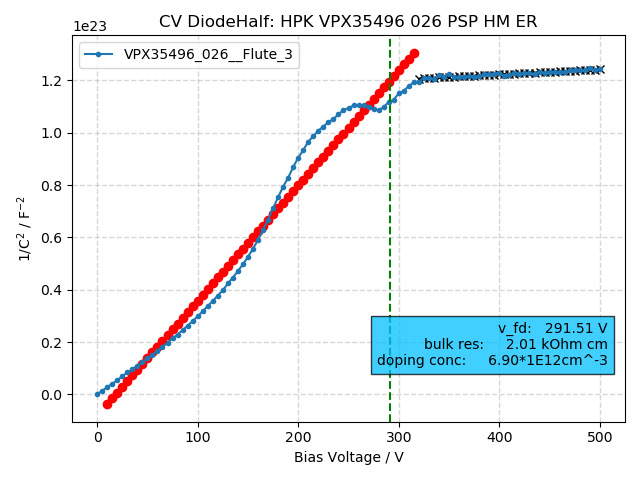 CV DiodeHalf: HPK VPX35496 026 PSP HM ER
1e23
VPX35496_026__Flute_3
1/C² / F⁻²
1.2
1.0
0.8
0.6
0.4
0.2
0.0
v_fd: 291.51 V
bulk res: 2.01 kOhm cm
doping conc: 6.90*1E12cm^-3
0 100 200 300 400 500
Bias Voltage / V